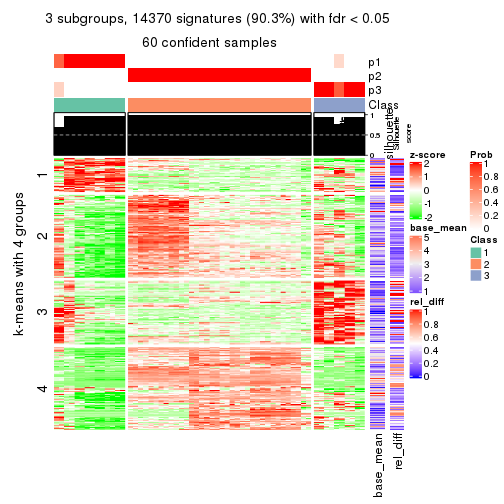 3 subgroups, 14370 signatures (90.3%) with fdr < 0.05
60 confident samples
p1
p2
p3
Class
1
0.5
0
silhouette
Silhouette
score
k-means with 4 groups
1
2
3
4
base_mean
rel_diff
z-score
2
1
0
-1
-2
base_mean
5
4
3
2
1
rel_diff
1
0.8
0.6
0.4
0.2
0
Prob
1
0.8
0.6
0.4
0.2
0
Class
1
2
3